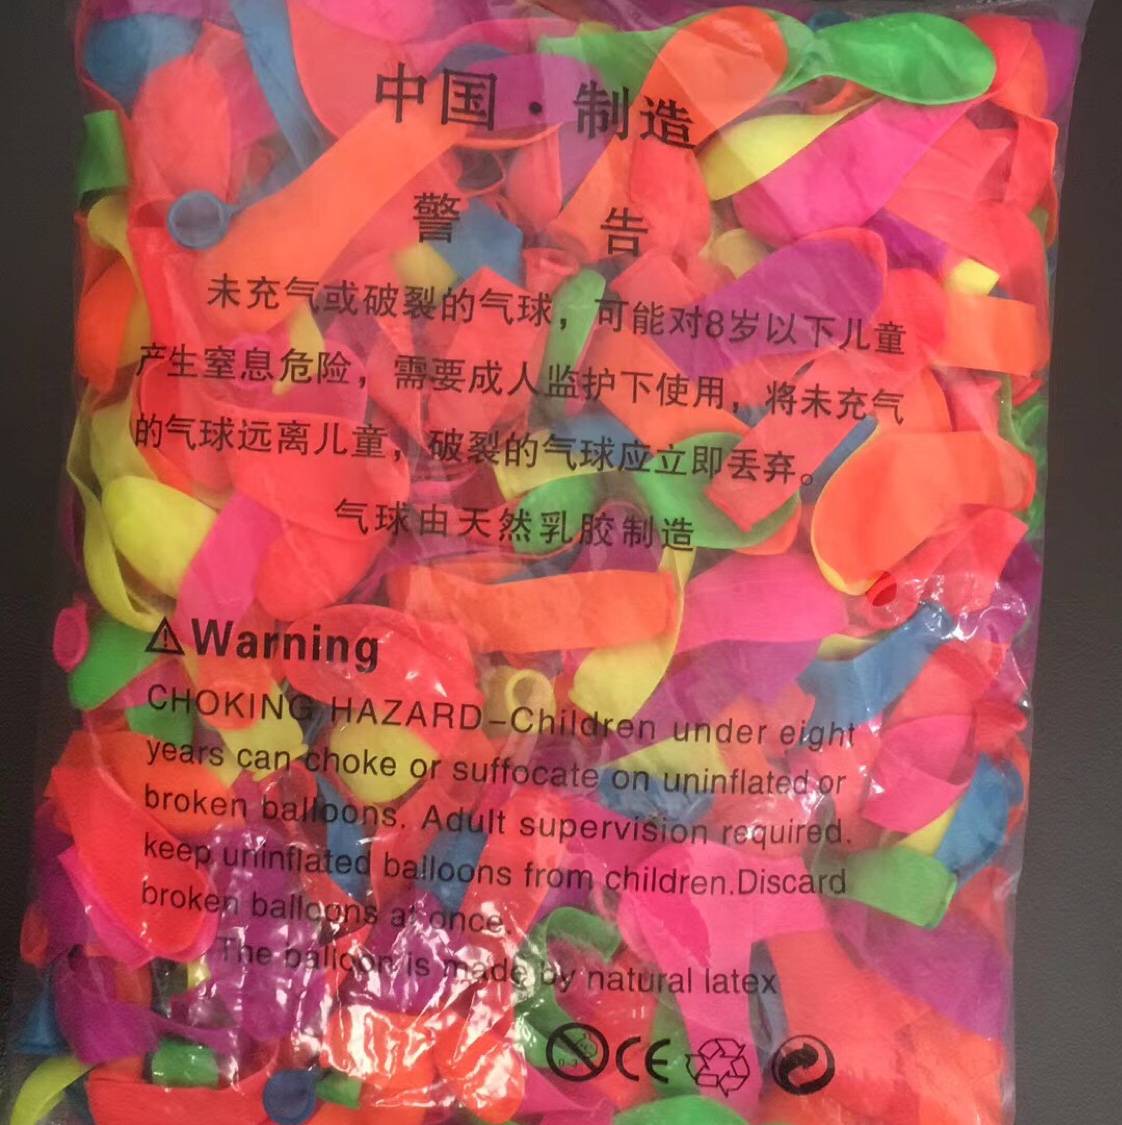 中国·制造
警 告
未充气或破裂的气球，可能对8岁以下儿童
产生窒息危险，需要成人监护下使用，将未充气
的气球远离儿童，破裂的气球应立即丢弃。
气球由天然乳胶制造
⚠Warning
CHOKING HAZARD-Children under eight
years can choke or suffocate on uninflated or
broken balloons. Adult supervision required.
keep uninflated balloons from children.Discard
broken balloons at once.
The balloon is made by natural latex
0-3 CE